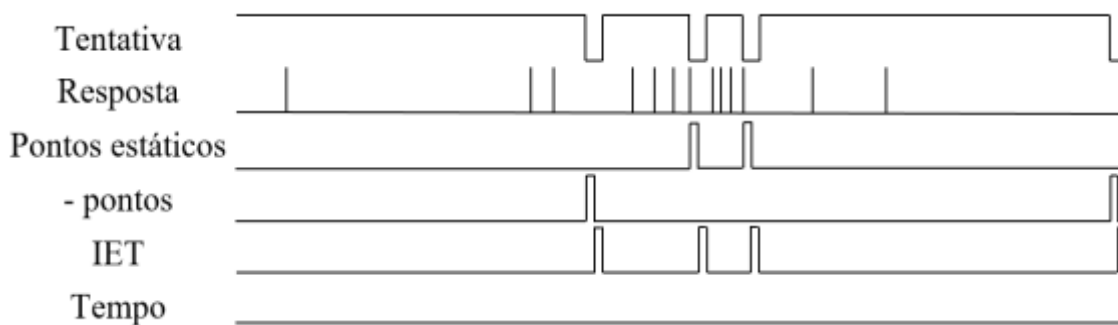 Tentativa
Resposta
Pontos estáticos
- pontos
IET
Tempo